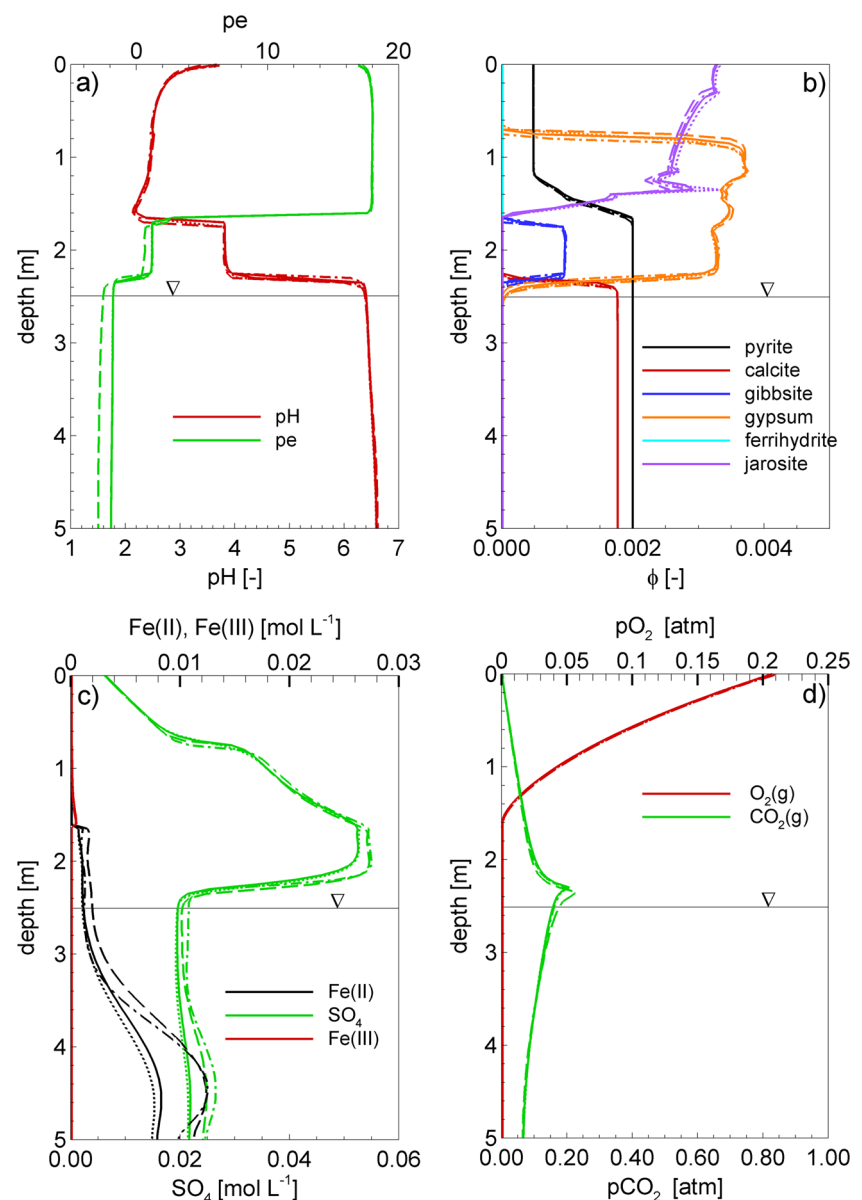 pe
0 10 20
a)
0
1
2
3
4
5
depth [m]
pH
pe
1 2 3 4 5 6 7
pH [-]
b)
0
1
2
3
4
5
depth [m]
pyrite
calcite
gibbsite
gypsum
ferrihydrite
jarosite
0.000 0.002 0.004
ϕ [-]
Fe(II), Fe(III) [mol L⁻¹]
0 0.01 0.02 0.03
c)
1
2
3
4
5
depth [m]
Fe(II)
SO₄
Fe(III)
0.00 0.02 0.04 0.06
SO₄ [mol L⁻¹]
pO₂ [atm]
0 0.05 0.1 0.15 0.2 0.25
d)
0
1
2
3
4
5
depth [m]
O₂(g)
CO₂(g)
0.00 0.20 0.40 0.60 0.80 1.00
pCO₂ [atm]